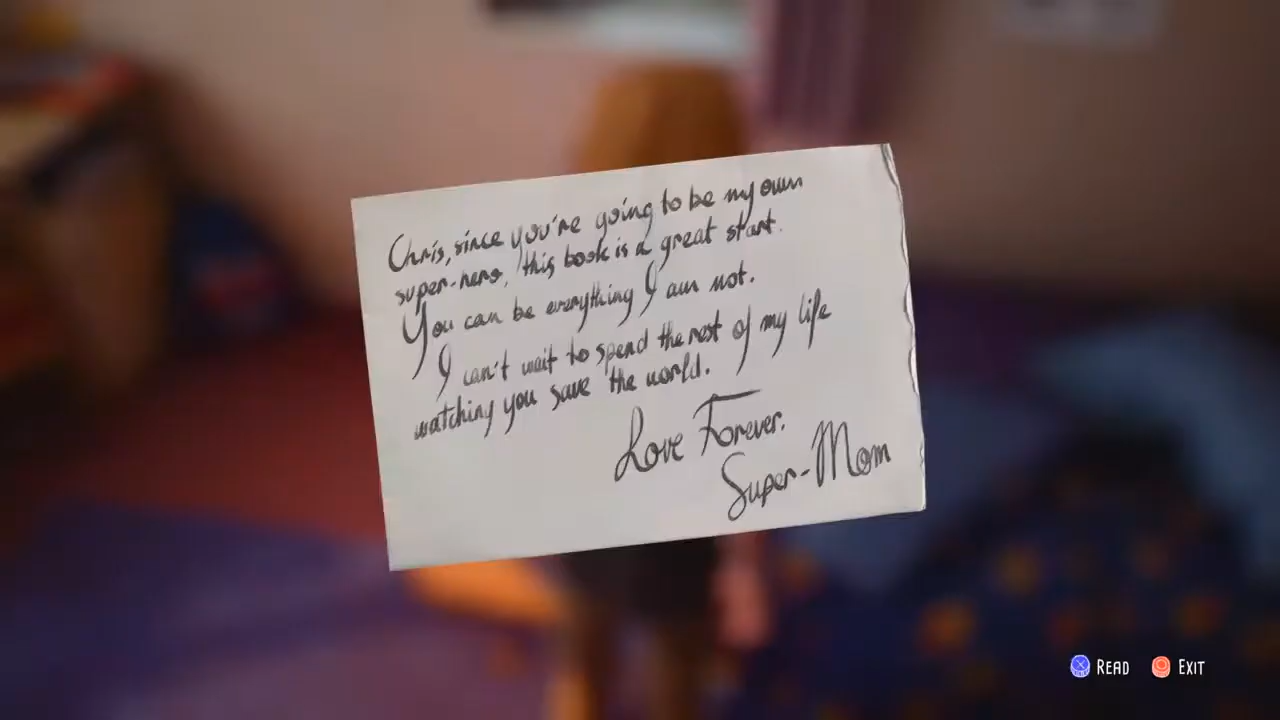 Chris, since you're going to be my own
super-hero, this book is a great start.
You can be everything I am not.
I can't wait to spend the rest of my life
watching you save the world.
Love Forever.
Super-Mom
READ
EXIT